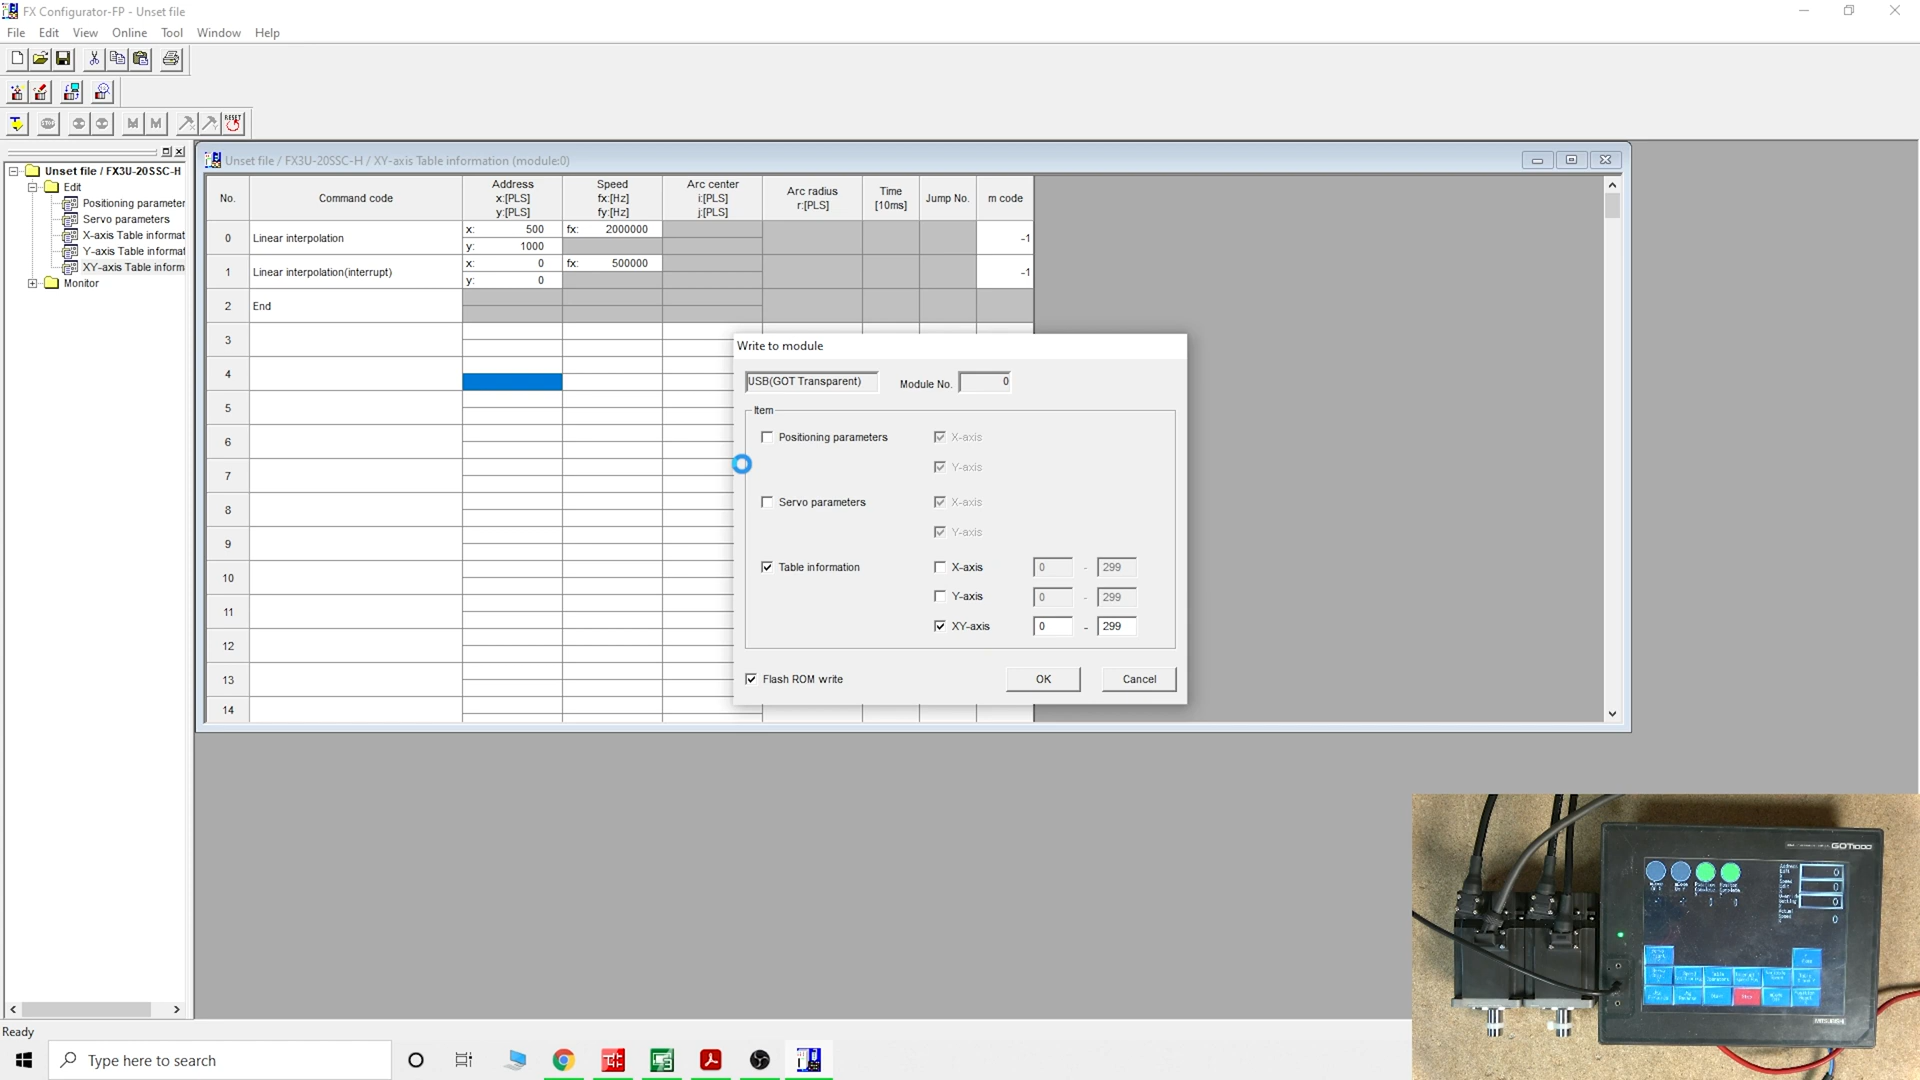 FX Configurator-FP - Unset file
File Edit View Online Tool Window Help
RESET
Unset file / FX3U-20SSC-H
Edit
Positioning parameter
Servo parameters
X-axis Table informat
Y-axis Table informat
XY-axis Table inform
Monitor
Unset file / FX3U-20SSC-H / XY-axis Table information (module:0)
No. Command code Address x:[PLS] y:[PLS] Speed fx:[Hz] fy:[Hz] Arc center i:[PLS] j:[PLS] Arc radius r:[PLS] Time [10ms] Jump No. m code
0 Linear interpolation x: 500 fx: 2000000 -1
y: 1000
1 Linear interpolation(interrupt) x: 0 fx: 500000 -1
y: 0
2 End
3
4
5
6
7
8
9
10
11
12
13
14
Write to module
USB(GOT Transparent) Module No. 0
Item
Positioning parameters X-axis
Y-axis
Servo parameters X-axis
Y-axis
Table information X-axis 0 - 299
Y-axis 0 - 299
XY-axis 0 - 299
Flash ROM write OK Cancel
Ready
Type here to search
GOT1000
MITSUBISHI